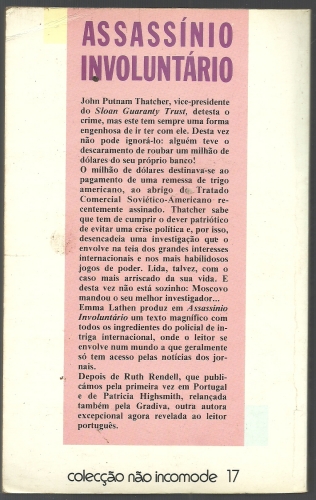 ASSASSÍNIO
INVOLUNTÁRIO
John Putnam Thatcher, vice-presidente
do Sloan Guaranty Trust, detesta o
crime, mas este tem sempre uma forma
engenhosa de ir ter com ele. Desta vez
não pode ignorá-lo: alguém teve o
descaramento de roubar um milhão de
dólares do seu próprio banco!
O milhão de dólares destinava-se ao
pagamento de uma remessa de trigo
americano, ao abrigo do Tratado
Comercial Soviético-Americano re-
centemente assinado. Thatcher sabe
que tem de cumprir o dever patriótico
de evitar uma crise política e, por isso,
desencadeia uma investigação que o
envolve na teia dos grandes interesses
internacionais e nos mais habilidosos
jogos de poder. Lida, talvez, com o caso
mais arriscado da sua vida. E
desta vez não está sozinho: Moscovo
mandou o seu melhor investigador...
Emma Lathen produz em Assassínio
Involuntário um texto magnífico com
todos os ingredientes do policial de in-
triga internacional, onde o leitor se
envolve num mundo a que geralmente
só tem acesso pelas notícias dos jor-
nais.
Depois de Ruth Rendell, que publi-
cámos pela primeira vez em Portugal
e de Patricia Highsmith, relançada
também pela Gradiva, outra autora
excepcional agora revelada ao leitor
português.
colecção não incomode 17